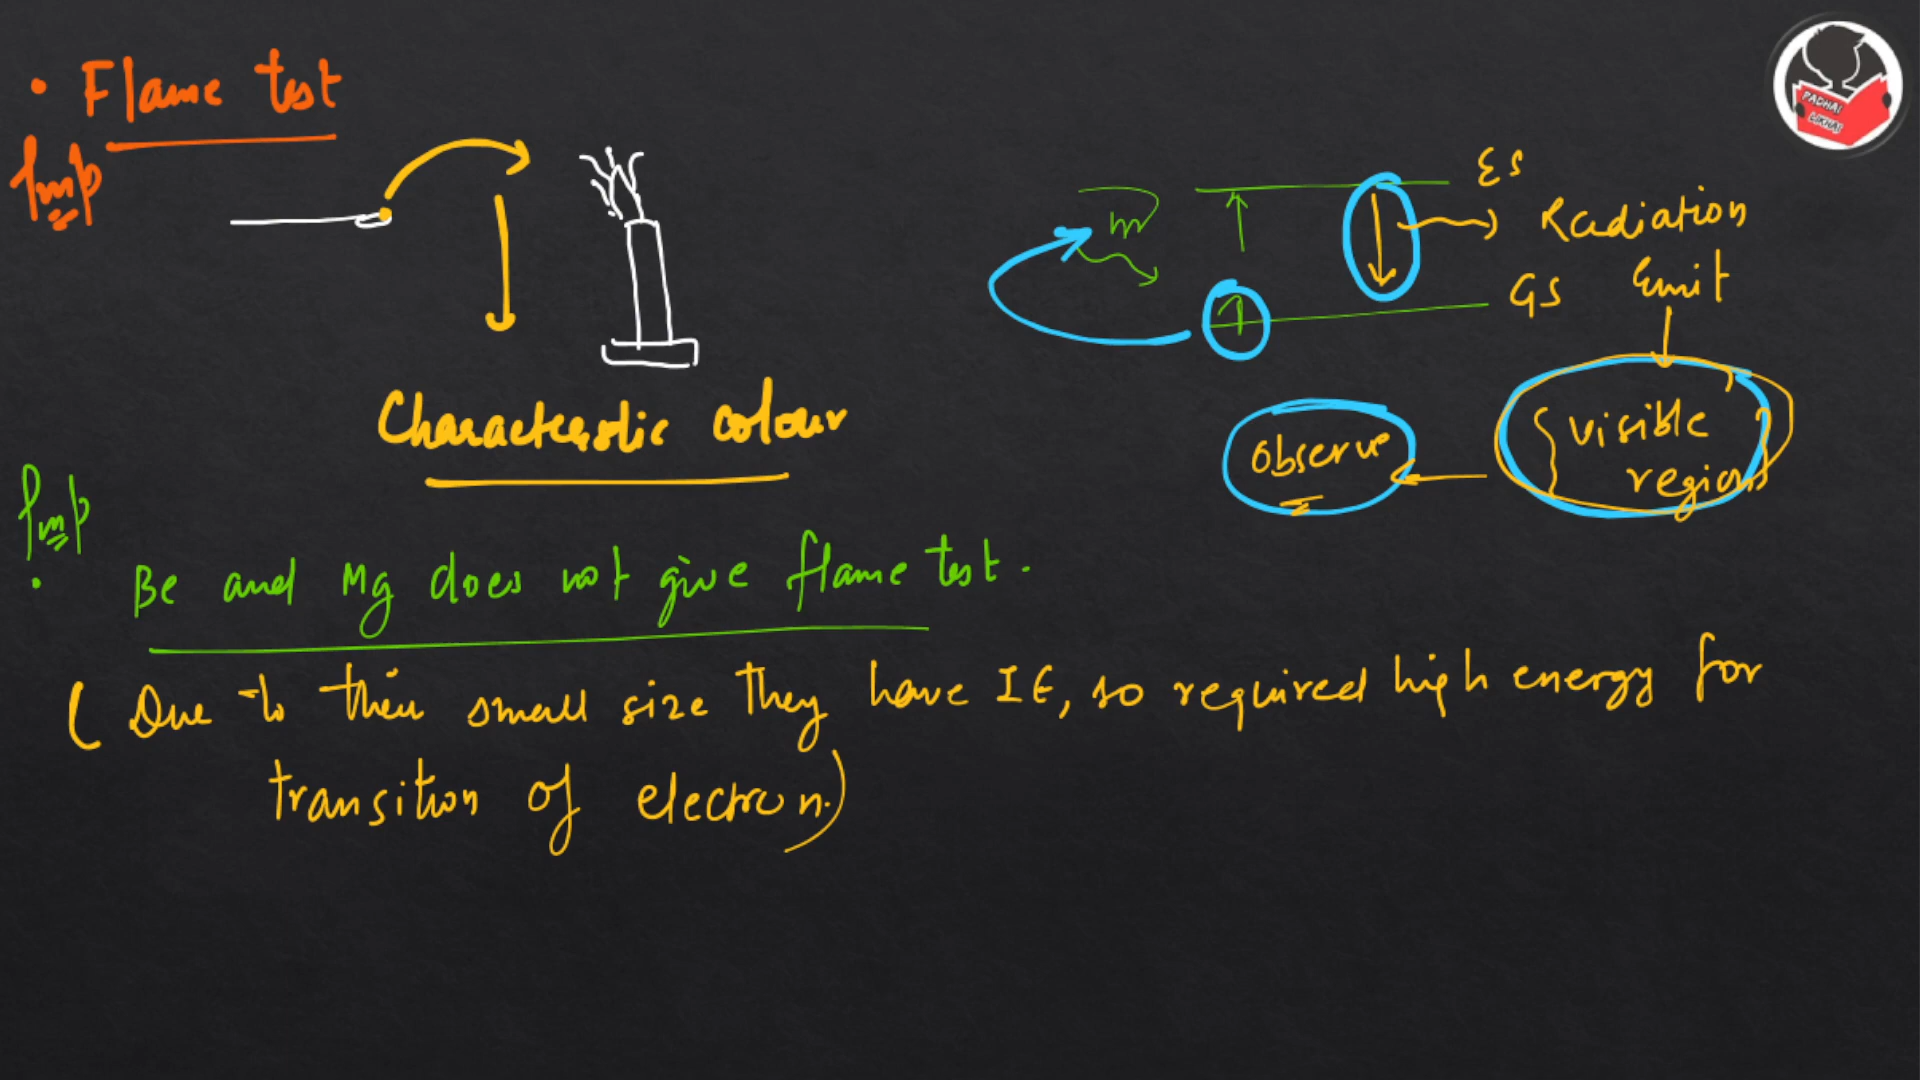 • Flame test
Imp
ES
Radiation
GS Emit
Characteristic colour
visible
region
observe
Imp
• Be and Mg does not give flame test.
( Due to their small size they have IE, so required high energy for
transition of electron.)
PADHAI
LIKHAI